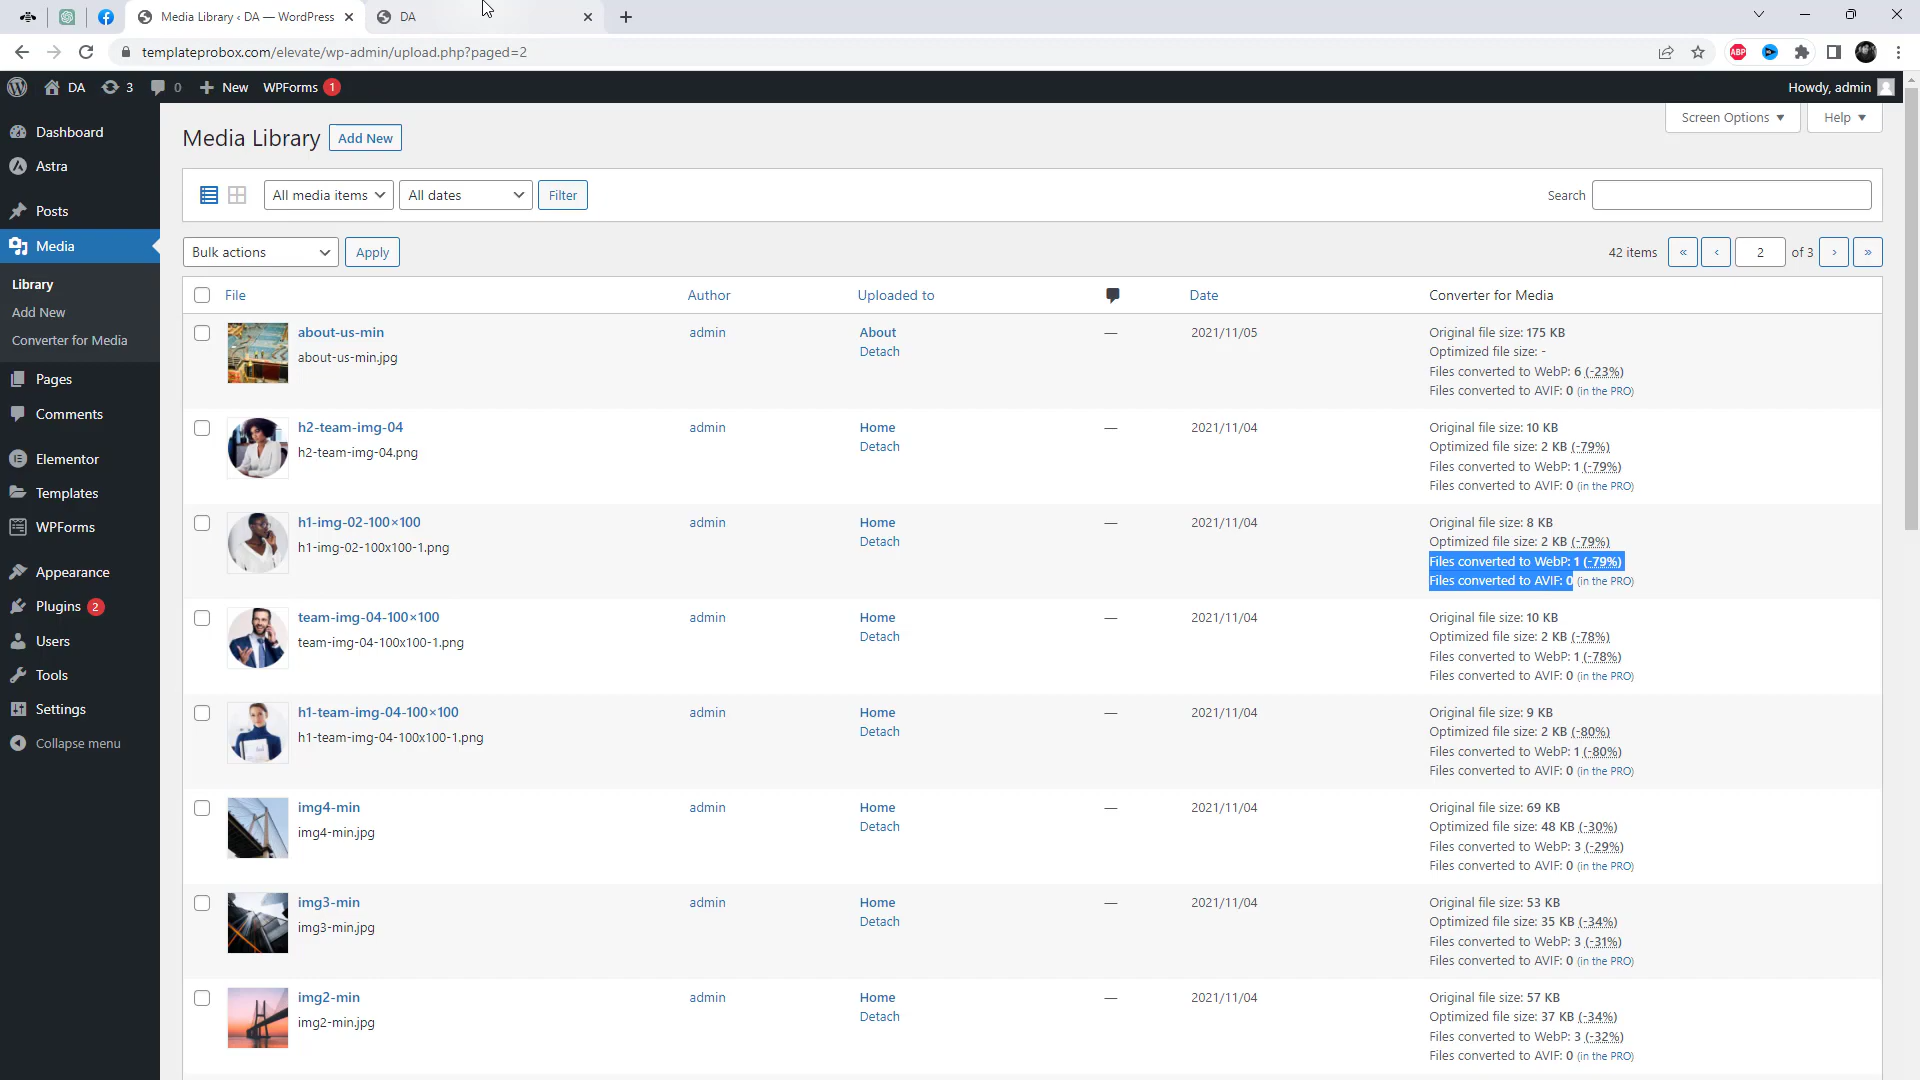 Media Library ‹ DA — WordPress
DA
templateprobox.com/elevate/wp-admin/upload.php?paged=2
ABP
DA
3
0
New
WPForms 1
Howdy, admin
Dashboard
Astra
Posts
Media
Library
Add New
Converter for Media
Pages
Comments
Elementor
Templates
WPForms
Appearance
Plugins 2
Users
Tools
Settings
Collapse menu
Media Library
Add New
Screen Options
Help
All media items
All dates
Filter
Search
Bulk actions
Apply
42 items « ‹ 2 of 3 › »
File Author Uploaded to Date Converter for Media
about-us-min
about-us-min.jpg
admin
About
Detach
—
2021/11/05
Original file size: 175 KB
Optimized file size: -
Files converted to WebP: 6 (-23%)
Files converted to AVIF: 0 (in the PRO)
h2-team-img-04
h2-team-img-04.png
admin
Home
Detach
—
2021/11/04
Original file size: 10 KB
Optimized file size: 2 KB (-79%)
Files converted to WebP: 1 (-79%)
Files converted to AVIF: 0 (in the PRO)
h1-img-02-100×100
h1-img-02-100x100-1.png
admin
Home
Detach
—
2021/11/04
Original file size: 8 KB
Optimized file size: 2 KB (-79%)
Files converted to WebP: 1 (-79%)
Files converted to AVIF: 0 (in the PRO)
team-img-04-100×100
team-img-04-100x100-1.png
admin
Home
Detach
—
2021/11/04
Original file size: 10 KB
Optimized file size: 2 KB (-78%)
Files converted to WebP: 1 (-78%)
Files converted to AVIF: 0 (in the PRO)
h1-team-img-04-100×100
h1-team-img-04-100x100-1.png
admin
Home
Detach
—
2021/11/04
Original file size: 9 KB
Optimized file size: 2 KB (-80%)
Files converted to WebP: 1 (-80%)
Files converted to AVIF: 0 (in the PRO)
img4-min
img4-min.jpg
admin
Home
Detach
—
2021/11/04
Original file size: 69 KB
Optimized file size: 48 KB (-30%)
Files converted to WebP: 3 (-29%)
Files converted to AVIF: 0 (in the PRO)
img3-min
img3-min.jpg
admin
Home
Detach
—
2021/11/04
Original file size: 53 KB
Optimized file size: 35 KB (-34%)
Files converted to WebP: 3 (-31%)
Files converted to AVIF: 0 (in the PRO)
img2-min
img2-min.jpg
admin
Home
Detach
—
2021/11/04
Original file size: 57 KB
Optimized file size: 37 KB (-34%)
Files converted to WebP: 3 (-32%)
Files converted to AVIF: 0 (in the PRO)